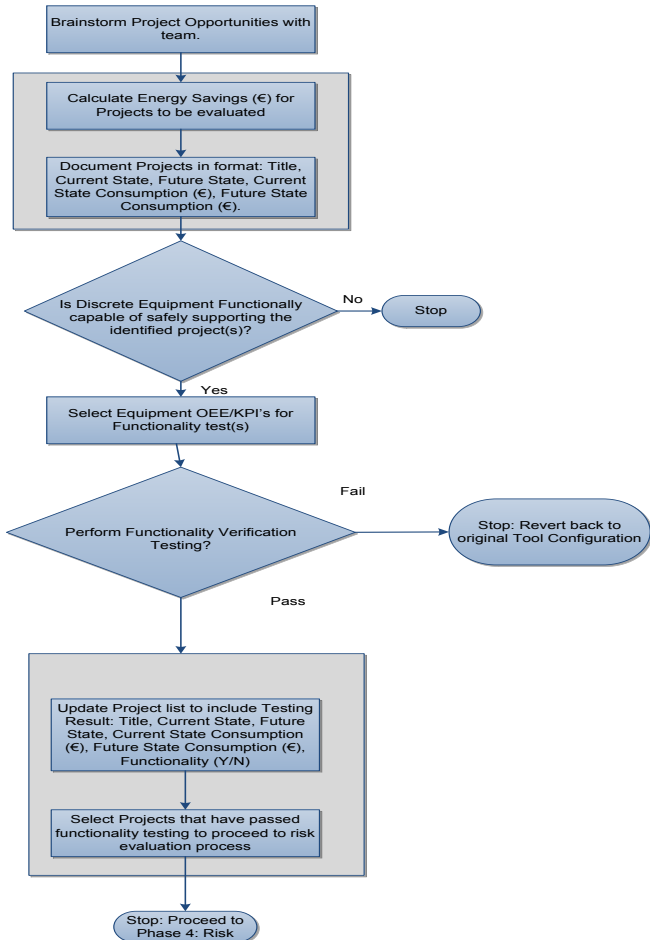 Brainstorm Project Opportunities with
team.
Calculate Energy Savings (€) for
Projects to be evaluated
Document Projects in format: Title,
Current State, Future State, Current
State Consumption (€), Future State
Consumption (€).
Is Discrete Equipment Functionally
capable of safely supporting the
identified project(s)?
No
Stop
Yes
Select Equipment OEE/KPI's for
Functionality test(s)
Fail
Perform Functionality Verification
Testing?
Stop: Revert back to
original Tool Configuration
Pass
Update Project list to include Testing
Result: Title, Current State, Future
State, Current State Consumption
(€), Future State Consumption (€),
Functionality (Y/N)
Select Projects that have passed
functionality testing to proceed to risk
evaluation process
Stop: Proceed to
Phase 4: Risk